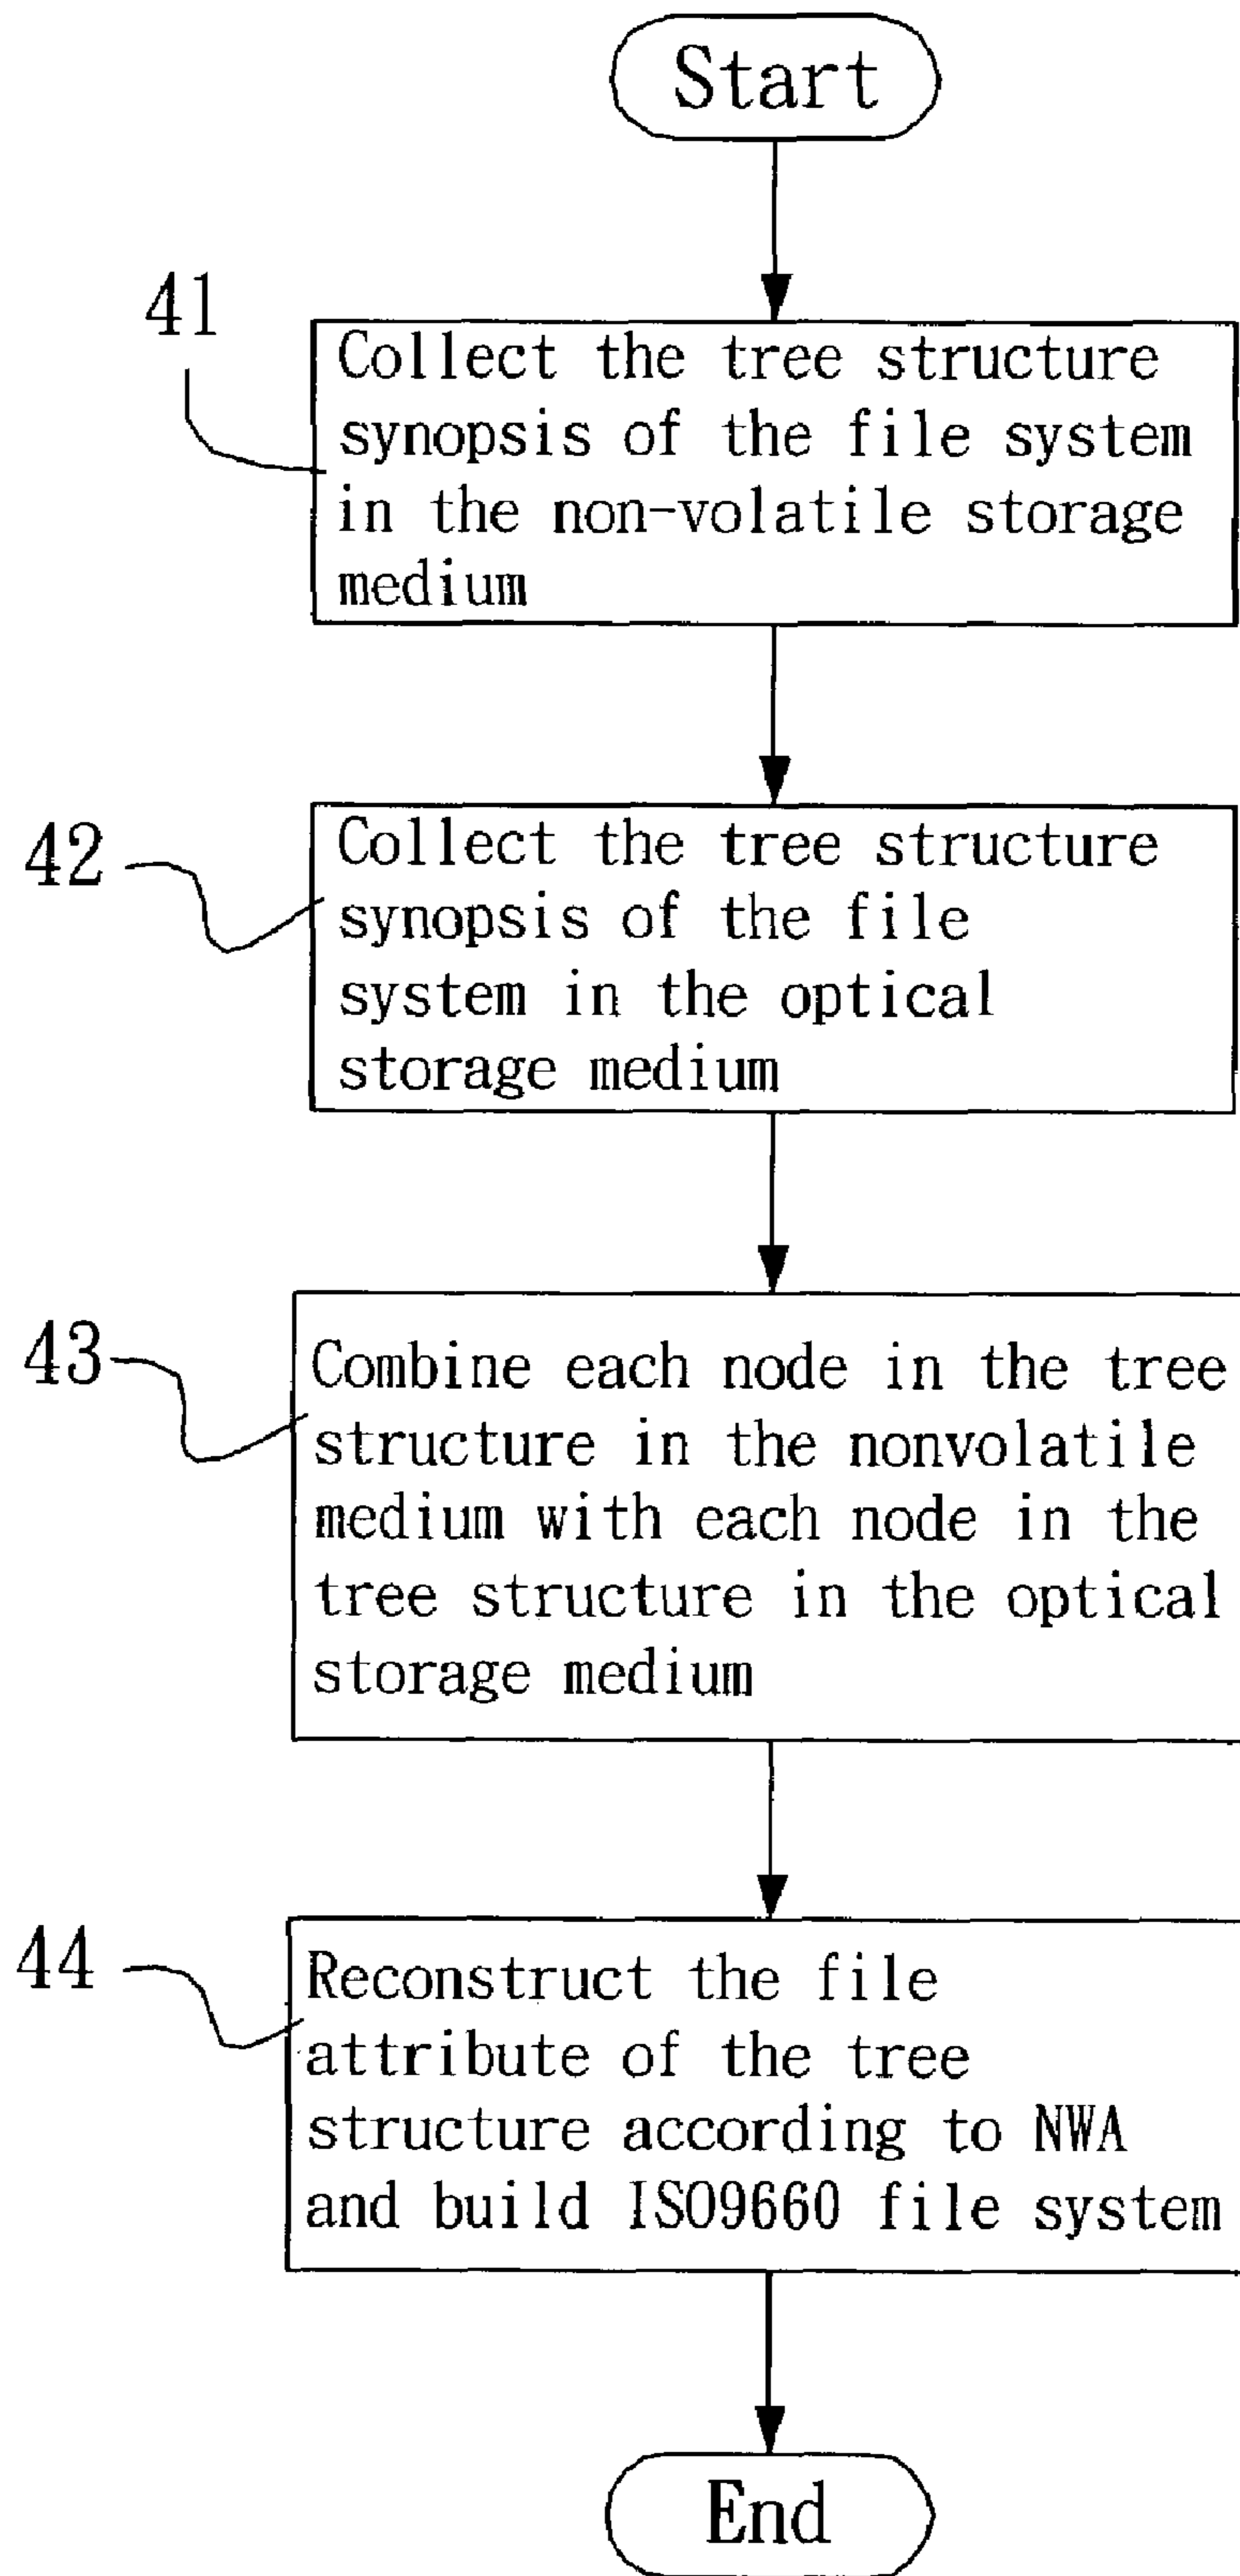 Start
41
Collect the tree structure
synopsis of the file system
in the non-volatile storage
medium
42
Collect the tree structure
synopsis of the file
system in the optical
storage medium
43
Combine each node in the tree
structure in the nonvolatile
medium with each node in the
tree structure in the optical
storage medium
44
Reconstruct the file
attribute of the tree
structure according to NWA
and build ISO9660 file system
End